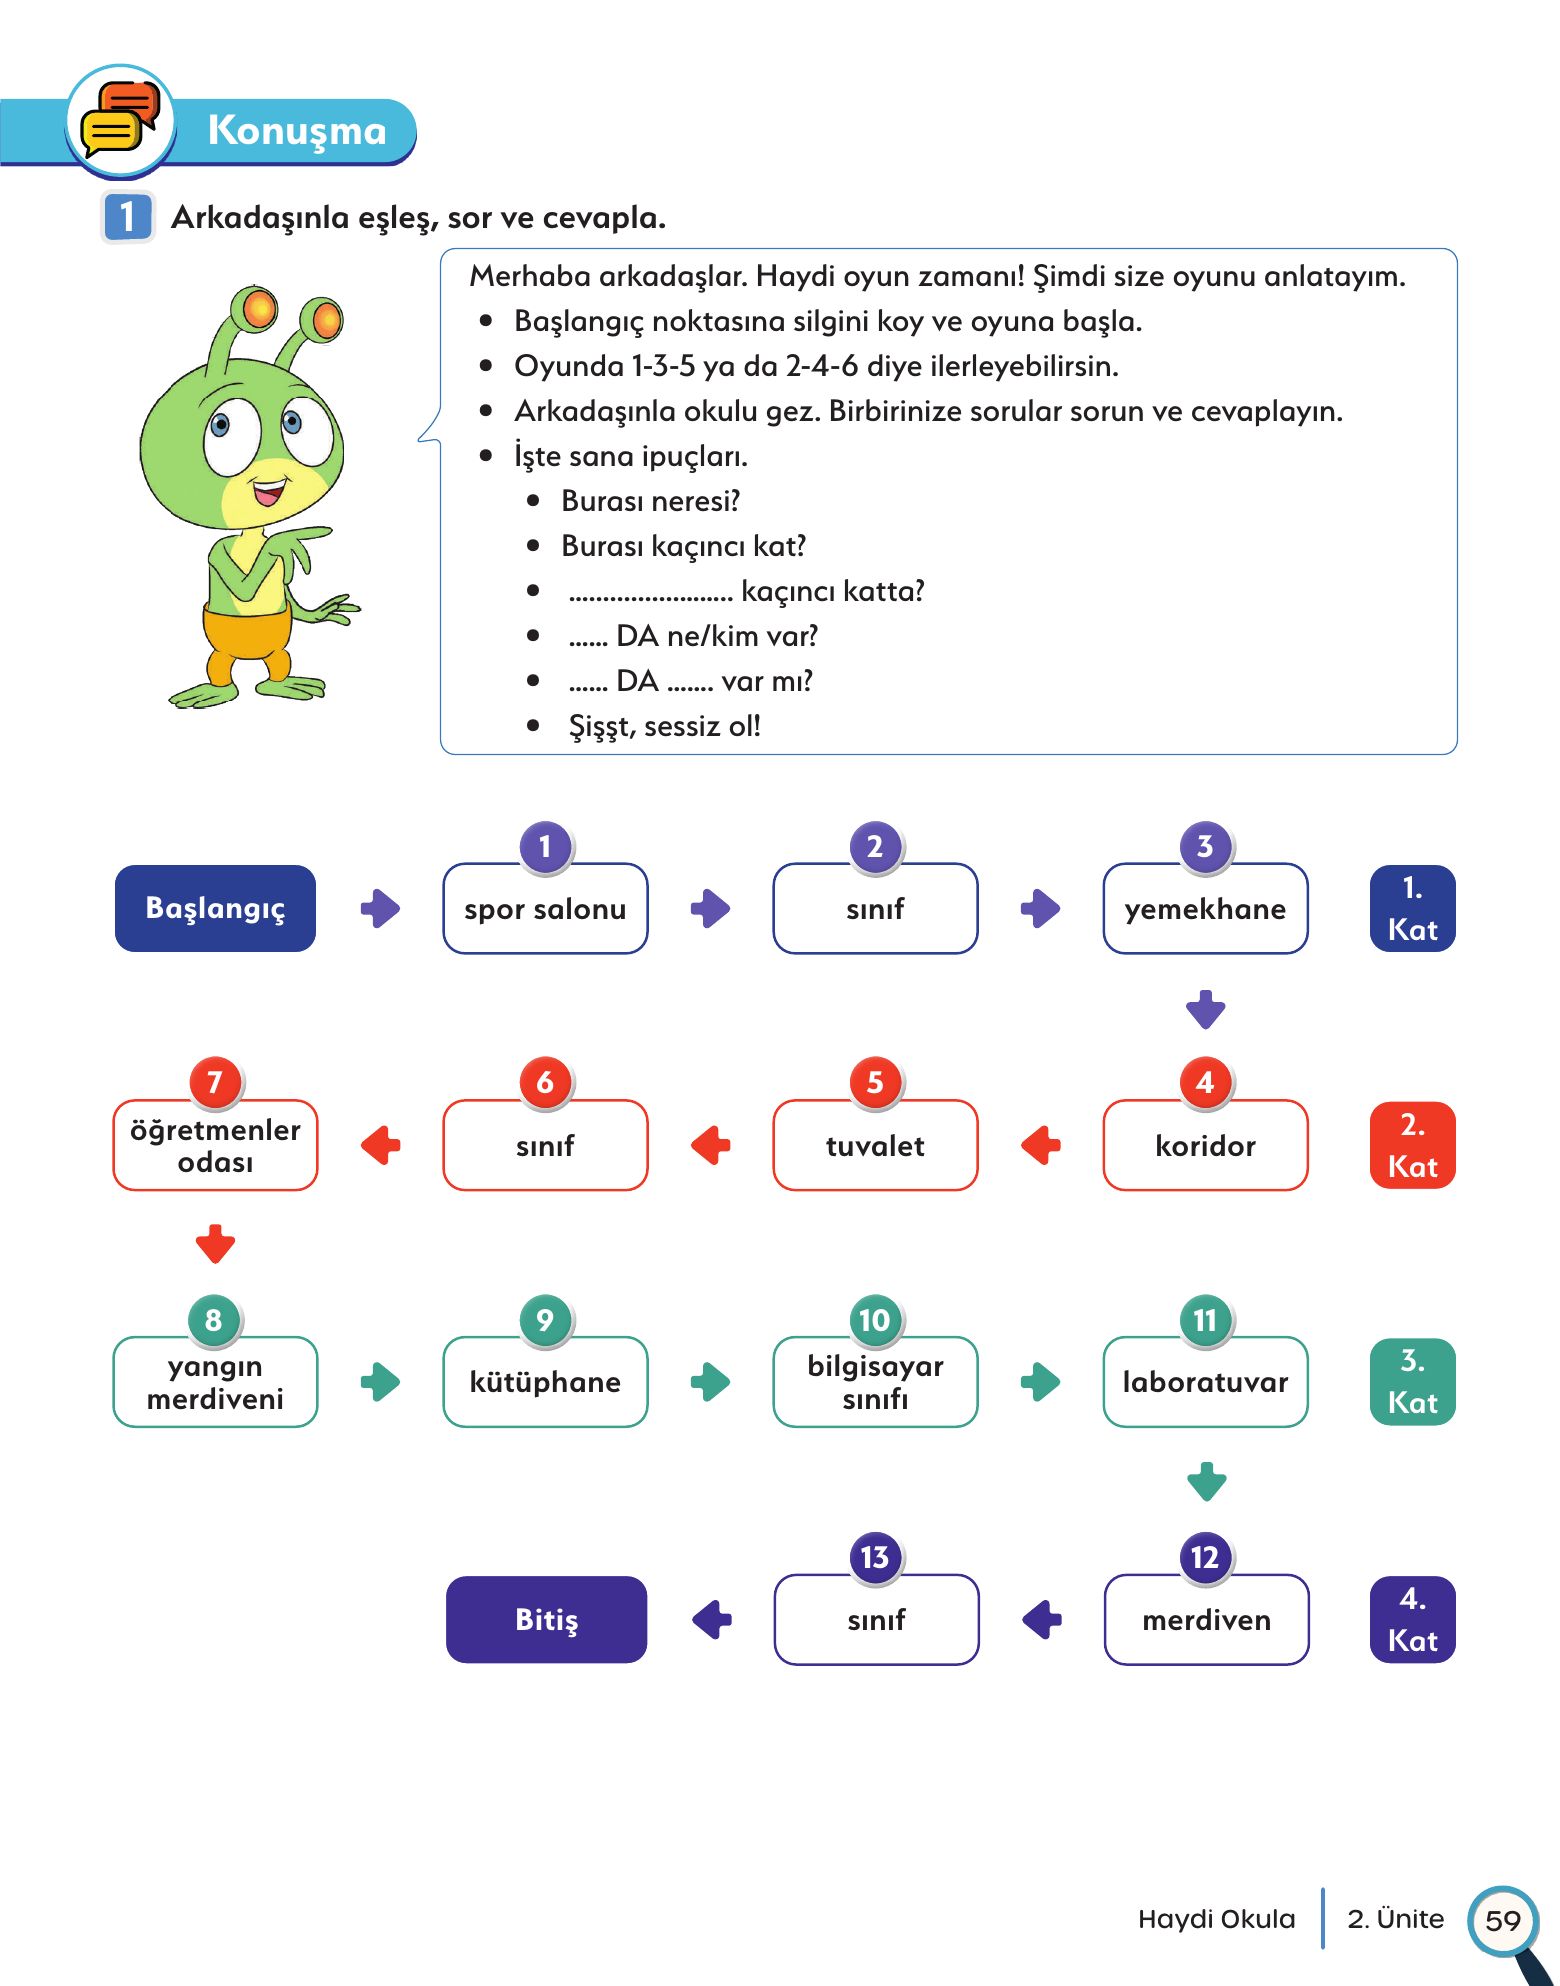 Konuşma
1 Arkadaşınla eşleş, sor ve cevapla.
Merhaba arkadaşlar. Haydi oyun zamanı! Şimdi size oyunu anlatayım.
• Başlangıç noktasına silgini koy ve oyuna başla.
• Oyunda 1-3-5 ya da 2-4-6 diye ilerleyebilirsin.
• Arkadaşınla okulu gez. Birbirinize sorular sorun ve cevaplayın.
• İşte sana ipuçları.
• Burası neresi?
• Burası kaçıncı kat?
• ........................ kaçıncı katta?
• ...... DA ne/kim var?
• ...... DA ....... var mı?
• Şişşt, sessiz ol!
1 2 3
Başlangıç spor salonu sınıf yemekhane 1.
Kat
7 6 5 4
öğretmenler
odası sınıf tuvalet koridor 2.
Kat
8 9 10 11
yangın
merdiveni kütüphane bilgisayar
sınıfı laboratuvar 3.
Kat
13 12
Bitiş sınıf merdiven 4.
Kat
Haydi Okula 2. Ünite 59